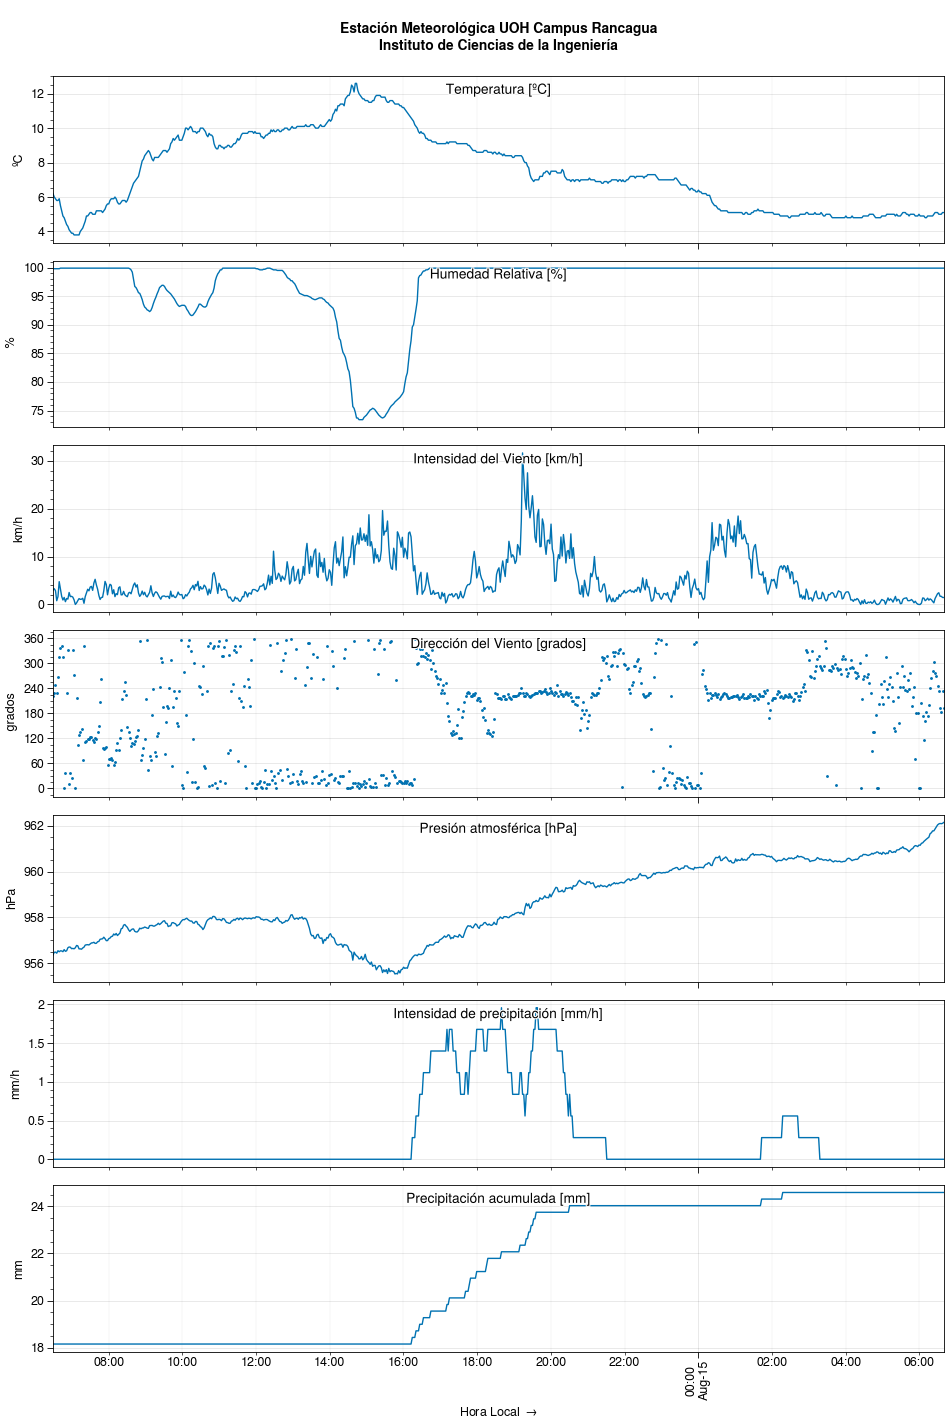 Estación Meteorológica UOH Campus Rancagua
Instituto de Ciencias de la Ingeniería
Temperatura [ºC]
12
10
8
6
4
ºC
Humedad Relativa [%]
100
95
90
85
80
75
%
Intensidad del Viento [km/h]
30
20
10
0
km/h
Dirección del Viento [grados]
360
300
240
180
120
60
0
grados
Presión atmosférica [hPa]
962
960
958
956
hPa
Intensidad de precipitación [mm/h]
2
1.5
1
0.5
0
mm/h
Precipitación acumulada [mm]
24
22
20
18
mm
08:00 10:00 12:00 14:00 16:00 18:00 20:00 22:00 00:00 02:00 04:00 06:00
Aug-15
Hora Local →